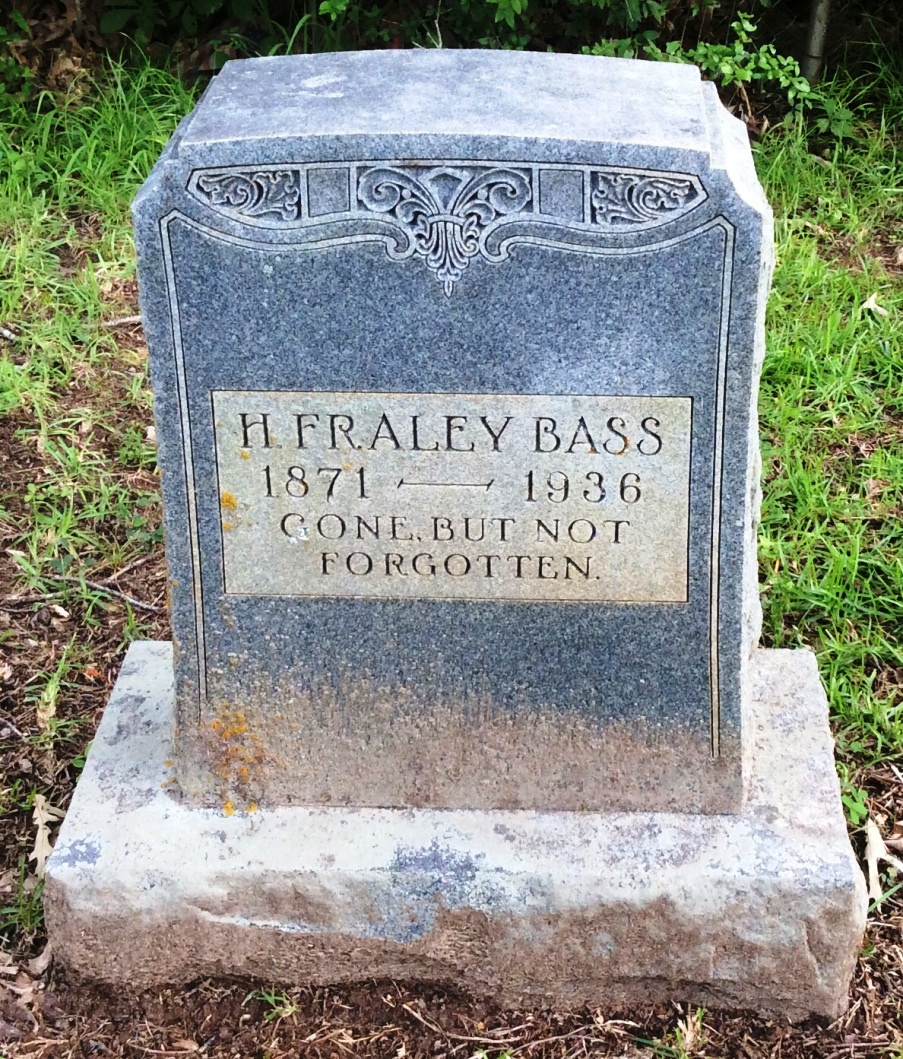 H. FRALEY BASS
1871 — 1936
GONE, BUT NOT
FORGOTTEN.